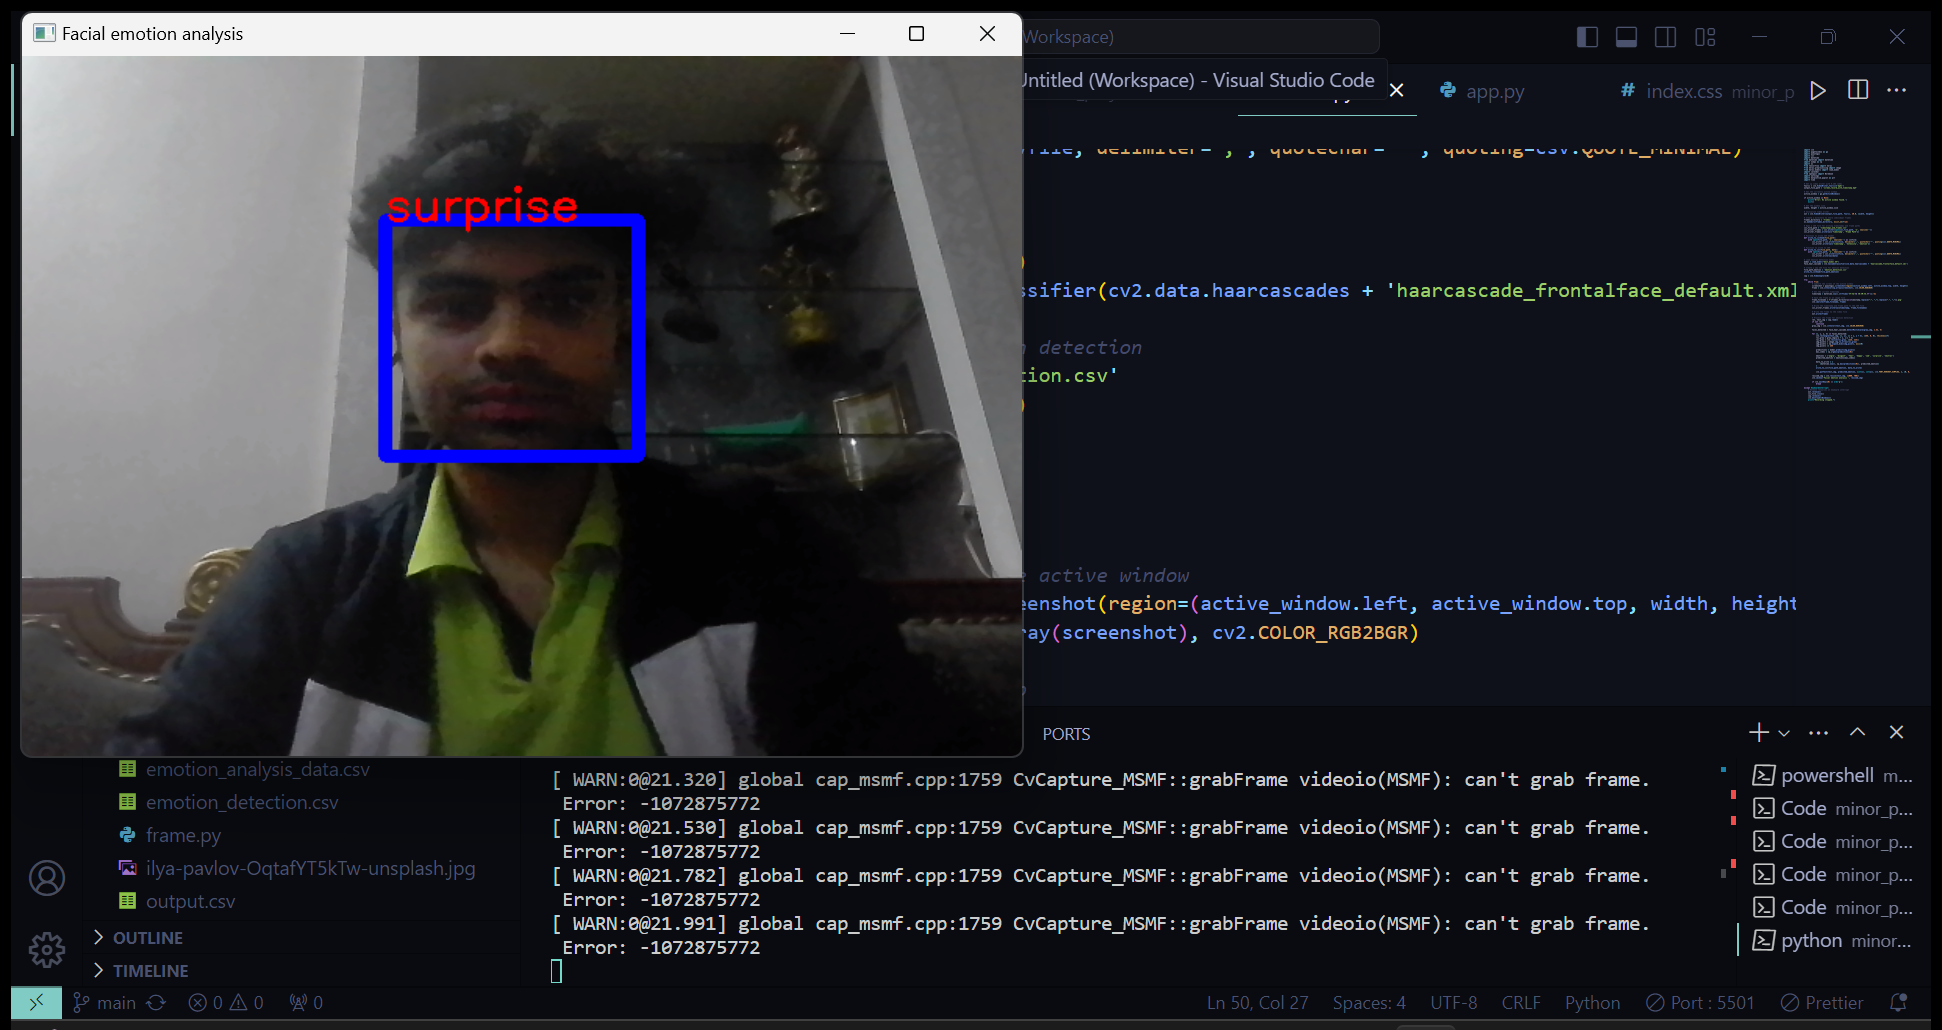 Facial emotion analysis
Workspace)
Untitled (Workspace) - Visual Studio Code
app.py
# index.css minor_p
surprise
file, delimiter=',', quotechar='"', quoting=csv.QUOTE_MINIMAL)
)
ssifier(cv2.data.haarcascades + 'haarcascade_frontalface_default.xml
detection
tion.csv'
)
active window
eenshot(region=(active_window.left, active_window.top, width, height
ray(screenshot), cv2.COLOR_RGB2BGR)
PORTS
emotion_analysis_data.csv
emotion_detection.csv
frame.py
ilya-pavlov-OqtafYT5kTw-unsplash.jpg
output.csv
OUTLINE
TIMELINE
[ WARN:0@21.320] global cap_msmf.cpp:1759 CvCapture_MSMF::grabFrame videoio(MSMF): can't grab frame.
Error: -1072875772
[ WARN:0@21.530] global cap_msmf.cpp:1759 CvCapture_MSMF::grabFrame videoio(MSMF): can't grab frame.
Error: -1072875772
[ WARN:0@21.782] global cap_msmf.cpp:1759 CvCapture_MSMF::grabFrame videoio(MSMF): can't grab frame.
Error: -1072875772
[ WARN:0@21.991] global cap_msmf.cpp:1759 CvCapture_MSMF::grabFrame videoio(MSMF): can't grab frame.
Error: -1072875772
powershell m...
Code minor_p...
Code minor_p...
Code minor_p...
Code minor_p...
python minor...
main 0 0 0
Ln 50, Col 27 Spaces: 4 UTF-8 CRLF Python Port : 5501 Prettier